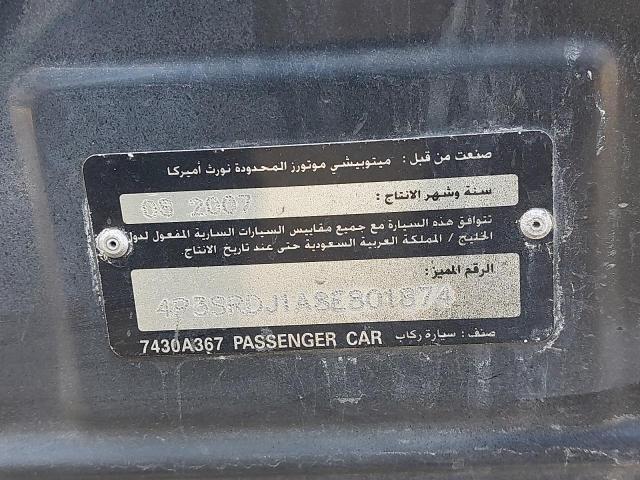 صنعت من قبل : ميتوبيشي موتورز المحدودة نورث أميركا
سنة وشهر الانتاج : 08 2007
تتوافق هذه السيارة مع جميع مقاييس السيارات السارية المفعول لدول
الخليج / المملكة العربية السعودية حتى عند تاريخ الانتاج.
الرقم المميز:
4P3SRDJ1A8E801874
صنف : سيارة ركاب 7430A367 PASSENGER CAR